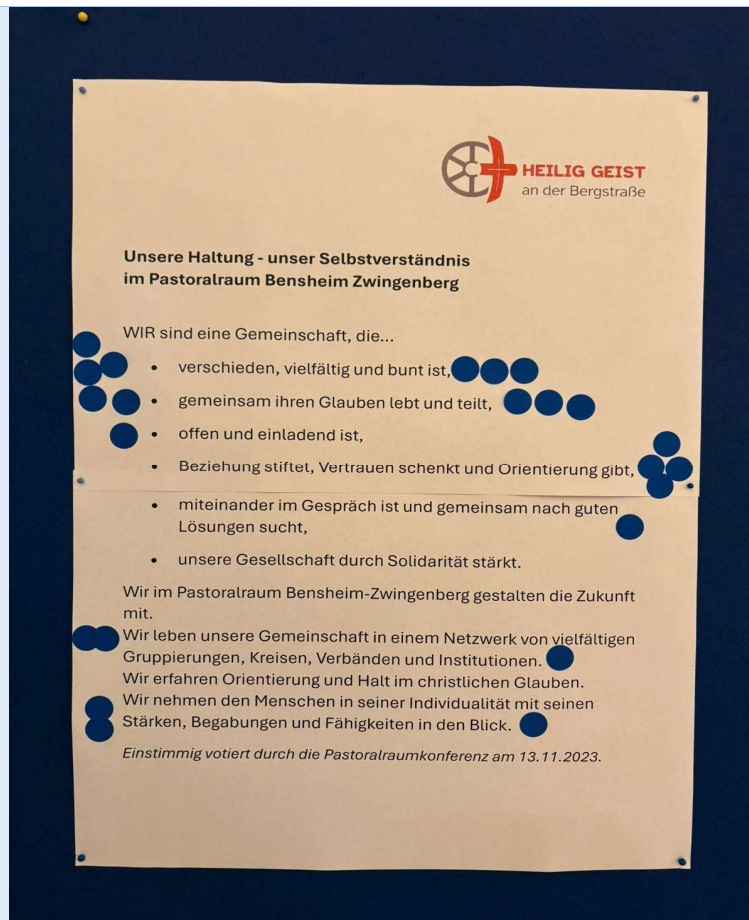 HEILIG GEIST
an der Bergstraße
Unsere Haltung - unser Selbstverständnis
im Pastoralraum Bensheim Zwingenberg
WIR sind eine Gemeinschaft, die...
• verschieden, vielfältig und bunt ist,
• gemeinsam ihren Glauben lebt und teilt,
• offen und einladend ist,
• Beziehung stiftet, Vertrauen schenkt und Orientierung gibt,
• miteinander im Gespräch ist und gemeinsam nach guten
Lösungen sucht,
• unsere Gesellschaft durch Solidarität stärkt.
Wir im Pastoralraum Bensheim-Zwingenberg gestalten die Zukunft
mit.
Wir leben unsere Gemeinschaft in einem Netzwerk von vielfältigen
Gruppierungen, Kreisen, Verbänden und Institutionen.
Wir erfahren Orientierung und Halt im christlichen Glauben.
Wir nehmen den Menschen in seiner Individualität mit seinen
Stärken, Begabungen und Fähigkeiten in den Blick.
Einstimmig votiert durch die Pastoralraumkonferenz am 13.11.2023.